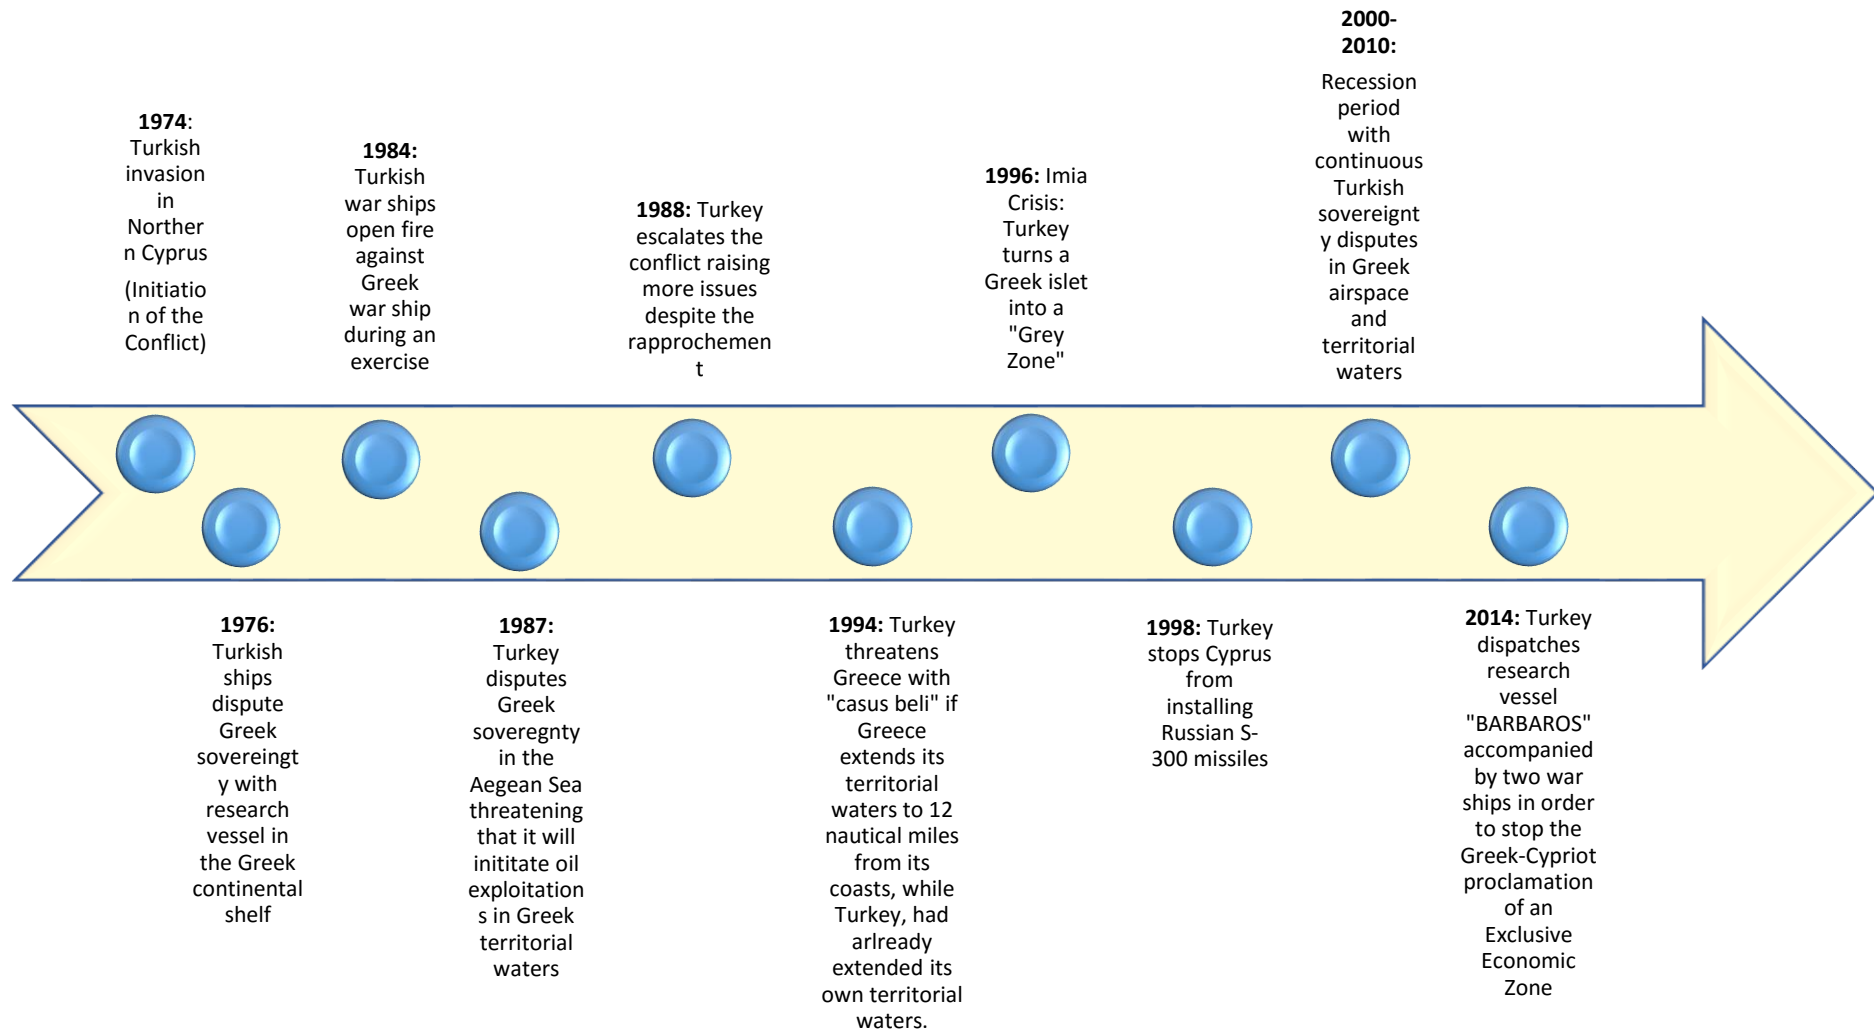 1974:
Turkish
invasion
in
Norther
n Cyprus
(Initiatio
n of the
Conflict)
1976:
Turkish
ships
dispute
Greek
sovereingt
y with
research
vessel in
the Greek
continental
shelf
1984:
Turkish
war ships
open fire
against
Greek
war ship
during an
exercise
1987:
Turkey
disputes
Greek
soveregnty
in the
Aegean Sea
threatening
that it will
inititate oil
exploitation
s in Greek
territorial
waters
1988: Turkey
escalates the
conflict raising
more issues
despite the
rapprochemen
t
1994: Turkey
threatens
Greece with
"casus beli" if
Greece
extends its
territorial
waters to 12
nautical miles
from its
coasts, while
Turkey, had
arlready
extended its
own territorial
waters.
1996: Imia
Crisis:
Turkey
turns a
Greek islet
into a
"Grey
Zone"
1998: Turkey
stops Cyprus
from
installing
Russian S-
300 missiles
2000-
2010:
Recession
period
with
continuous
Turkish
sovereignt
y disputes
in Greek
airspace
and
territorial
waters
2014: Turkey
dispatches
research
vessel
"BARBAROS"
accompanied
by two war
ships in order
to stop the
Greek-Cypriot
proclamation
of an
Exclusive
Economic
Zone